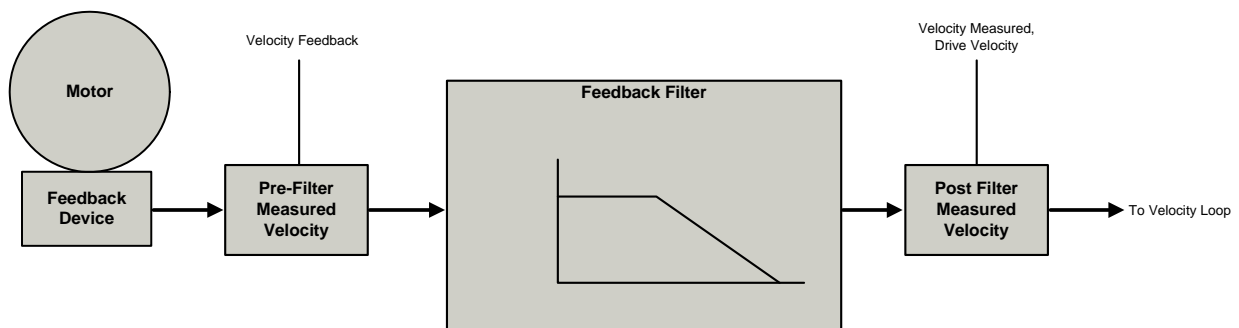 Motor
Feedback
Device
Velocity Feedback
Pre-Filter
Measured
Velocity
Feedback Filter
Velocity Measured,
Drive Velocity
Post Filter
Measured
Velocity
To Velocity Loop